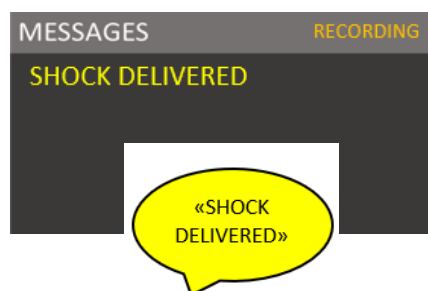 MESSAGES RECORDING
SHOCK DELIVERED
«SHOCK
DELIVERED»